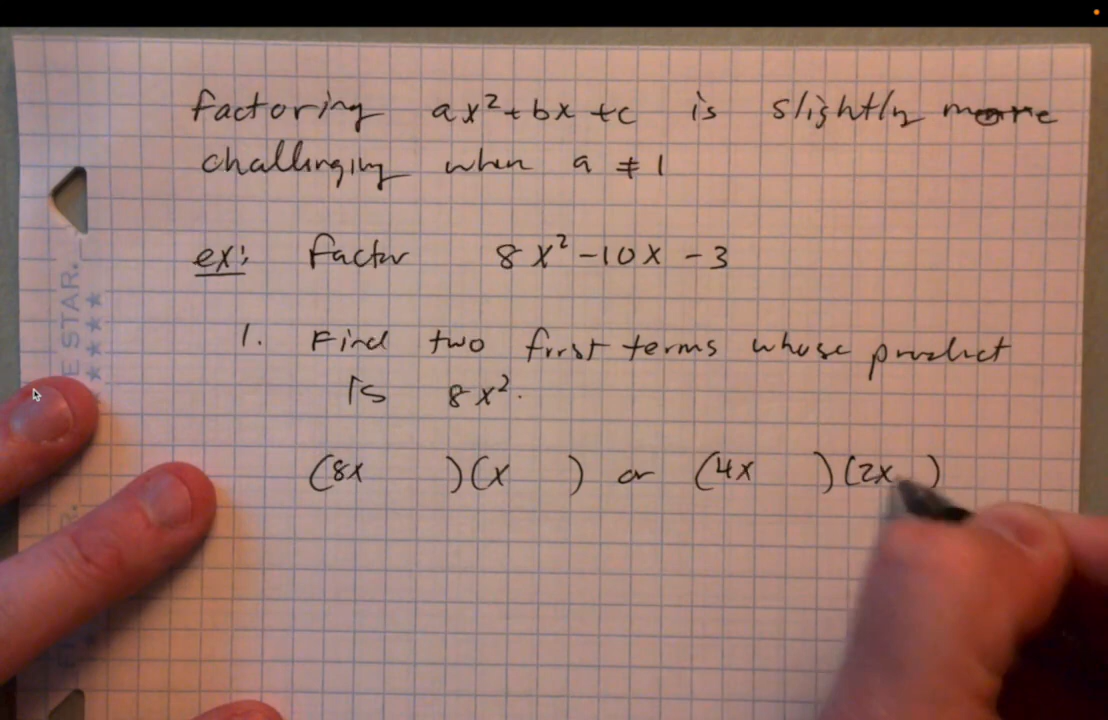 factoring ax²+bx+c is slightly more
challenging when a ≠ 1
ex: Factor 8x²-10x-3
1. Find two first terms whose product
is 8x².
(8x )(x ) or (4x )(2x )
E STAR.